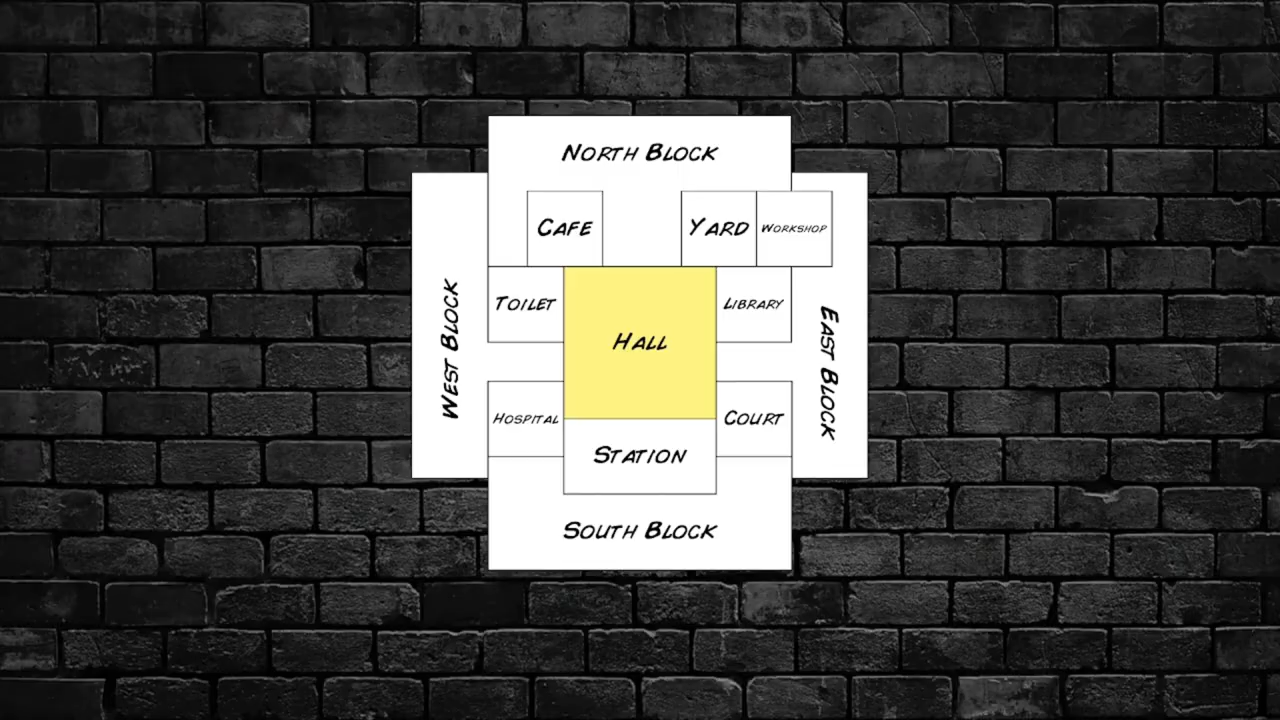 NORTH BLOCK
CAFE
YARD
WORKSHOP
TOILET
LIBRARY
WEST BLOCK
HALL
EAST BLOCK
HOSPITAL
COURT
STATION
SOUTH BLOCK